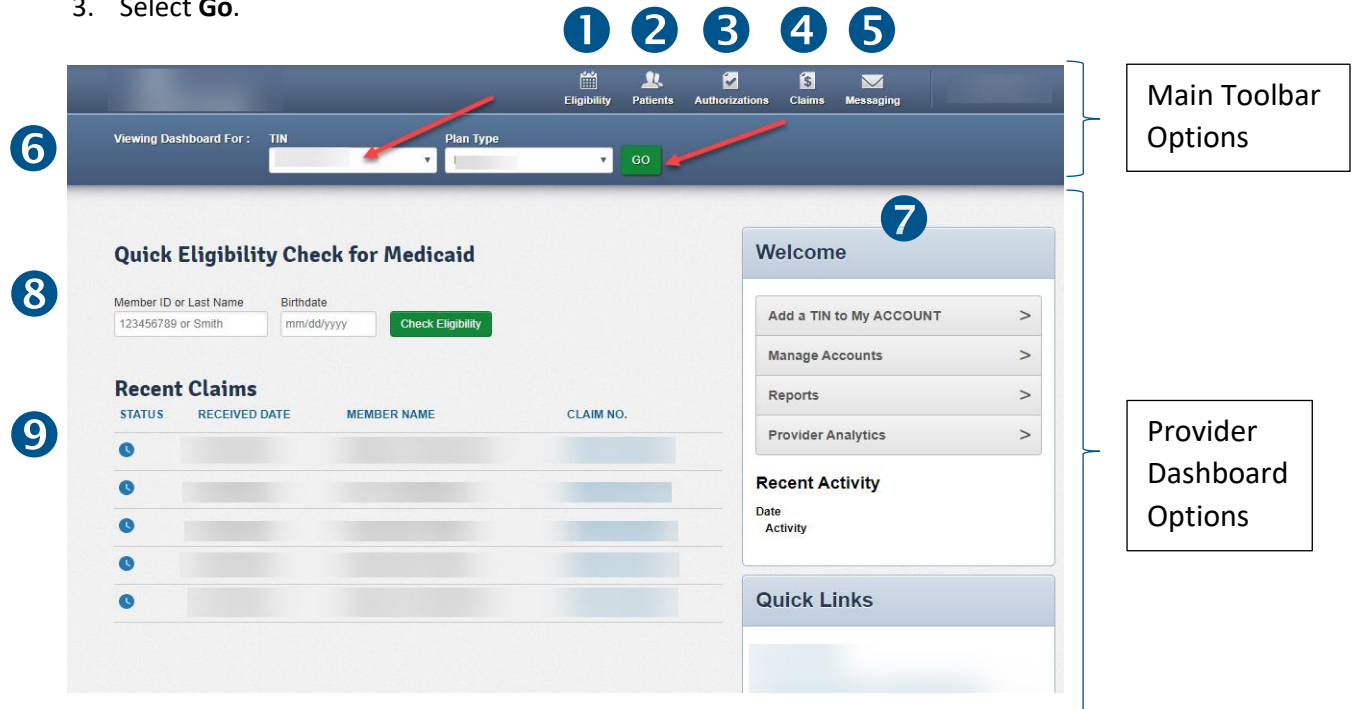 3. Select Go.
1 2 3 4 5
Eligibility Patients Authorizations Claims Messaging
Main Toolbar
Options
6
Viewing Dashboard For : TIN Plan Type
GO
7
Quick Eligibility Check for Medicaid
Welcome
8
Member ID or Last Name Birthdate
123456789 or Smith mm/dd/yyyy Check Eligibility
Add a TIN to My ACCOUNT >
Manage Accounts >
Reports >
Provider Analytics >
Recent Claims
STATUS RECEIVED DATE MEMBER NAME CLAIM NO.
9
Provider
Dashboard
Options
Recent Activity
Date
Activity
Quick Links